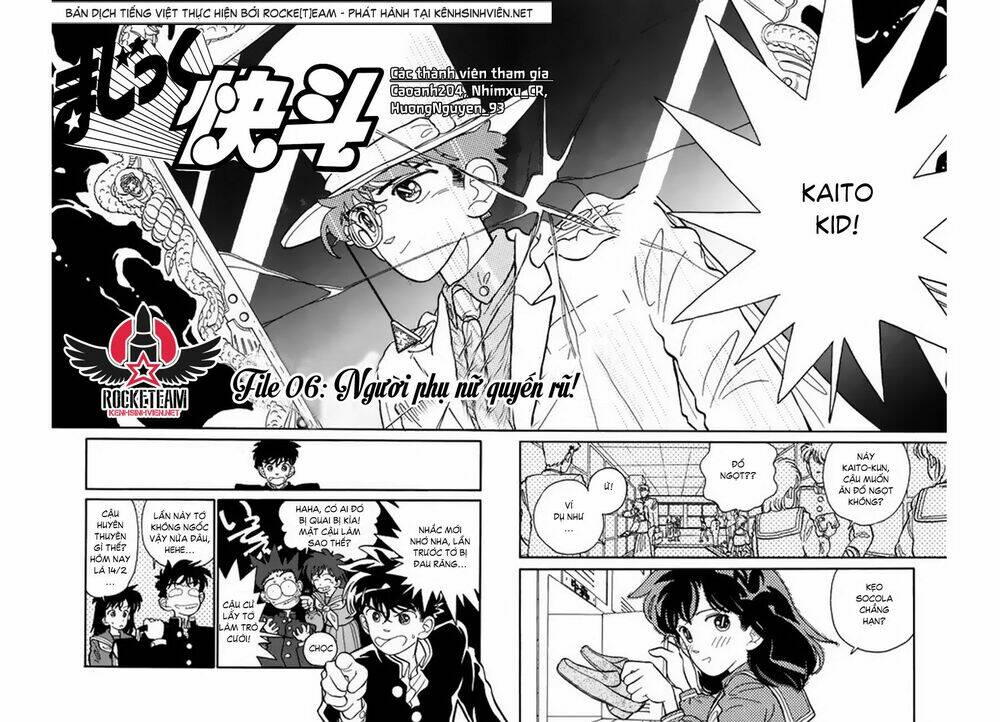 BẢN DỊCH TIẾNG VIỆT THỰC HIỆN BỞI ROCKE[T]EAM - PHÁT HÀNH TẠI KÊNHSINHVIÊN.NET
まじっく
快斗
Các thành viên tham gia
Caoanh204, Nhimxu_CR,
HuongNguyen_93
KAITO
KID!
ROCKETEAM
KENHSINHVIEN.NET
File 06: Người phụ nữ quyến rũ!
NÀY
KAITO-KUN,
CẬU MUỐN
ĂN ĐỒ NGỌT
KHÔNG?
ĐỒ
NGỌT??
Ừ!
VÍ
DỤ NHƯ
...
KẸO
SOCOLA
CHẲNG
HẠN?
NHẮC MỚI
NHỚ NHA, LẦN
TRƯỚC TỚ BỊ
ĐAU RĂNG...
HAHA, CÓ AI ĐÓ
BỊ QUAI BỊ KÌA!
MẶT CẬU LÀM
SAO THẾ?
CẬU CỨ
LẤY TỚ
LÀM TRÒ
CƯỜI!
CHỌC
LẦN NÀY TỚ
KHÔNG NGỐC
VẬY NỮA ĐÂU,
HEHE...
CẬU
HUYÊN
THUYÊN
GÌ THẾ?
HÔM NAY
LÀ 14/2
...